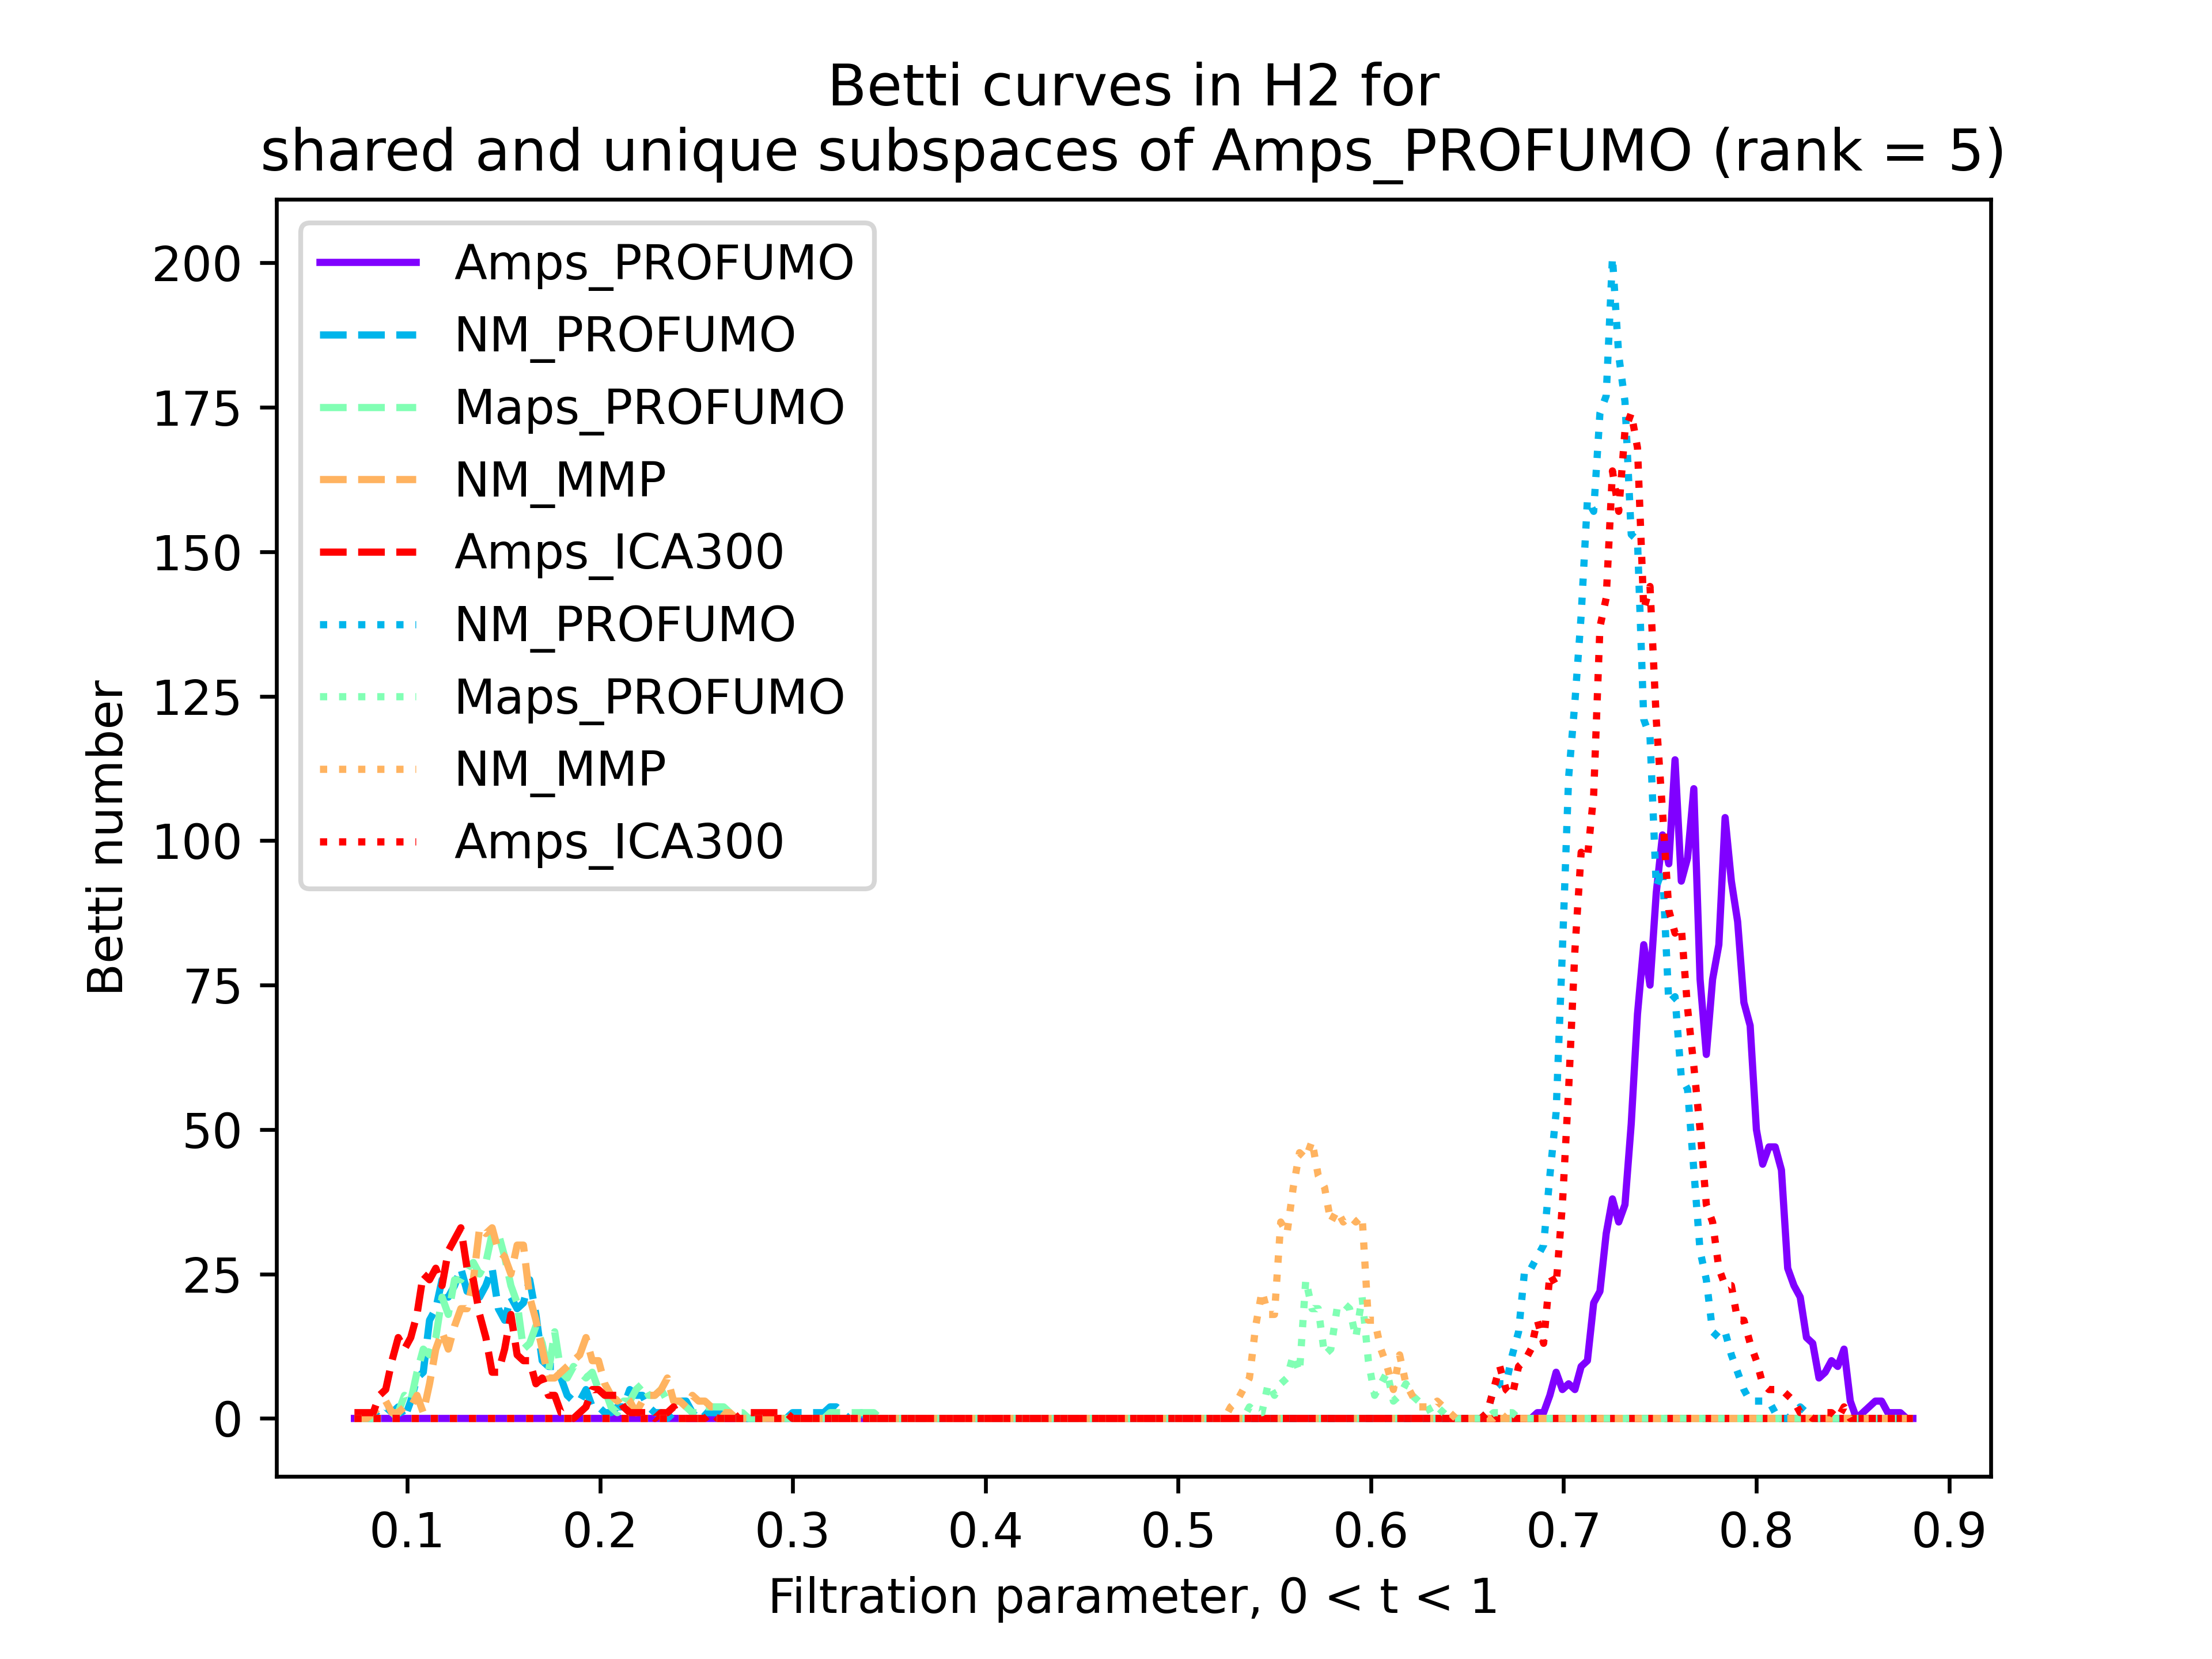 Betti curves in H2 for
shared and unique subspaces of Amps_PROFUMO (rank = 5)
Amps_PROFUMO
NM_PROFUMO
Maps_PROFUMO
NM_MMP
Amps_ICA300
NM_PROFUMO
Maps_PROFUMO
NM_MMP
Amps_ICA300
Betti number
200
175
150
125
100
75
50
25
0
0.1 0.2 0.3 0.4 0.5 0.6 0.7 0.8 0.9
Filtration parameter, 0 < t < 1